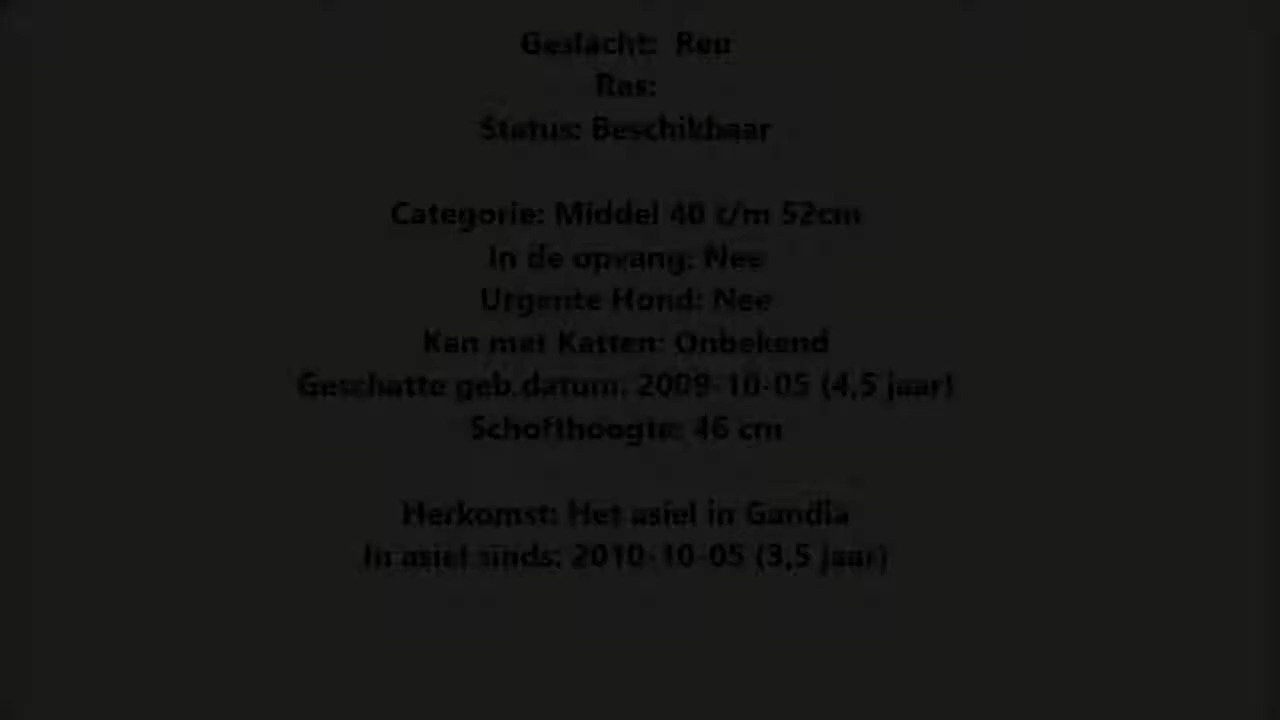 Geslacht: Reu
Ras:
Status: Beschikbaar
Categorie: Middel 40 t/m 52cm
In de opvang: Nee
Urgente Hond: Nee
Kan met Katten: Onbekend
Geschatte geb.datum: 2009-10-05 (4,5 jaar)
Schofthoogte: 46 cm
Herkomst: Het asiel in Gandia
In asiel sinds: 2010-10-05 (3,5 jaar)